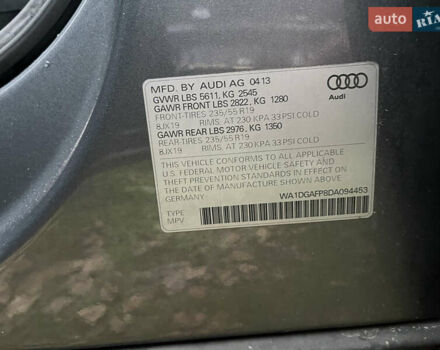 auto RIA
MFD. BY AUDI AG 04 13
GVWR LBS 5611, KG 2545
GAWR FRONT LBS 2822, KG 1280
FRONT-TIRES 235/55 R19
8JX19 RIMS, AT 230 KPA 33 PSI COLD
GAWR REAR LBS 2976, KG 1350
REAR-TIRES 235/55 R19
8JX19 RIMS, AT 230 KPA 33 PSI COLD
Audi
THIS VEHICLE CONFORMS TO ALL APPLICABLE
U.S. FEDERAL MOTOR VEHICLE SAFETY AND
THEFT PREVENTION STANDARDS IN EFFECT ON
THE DATE OF MANUFACTURE SHOWN ABOVE.
GERMANY
TYPE
MPV
WA1DGAFP8DA094453